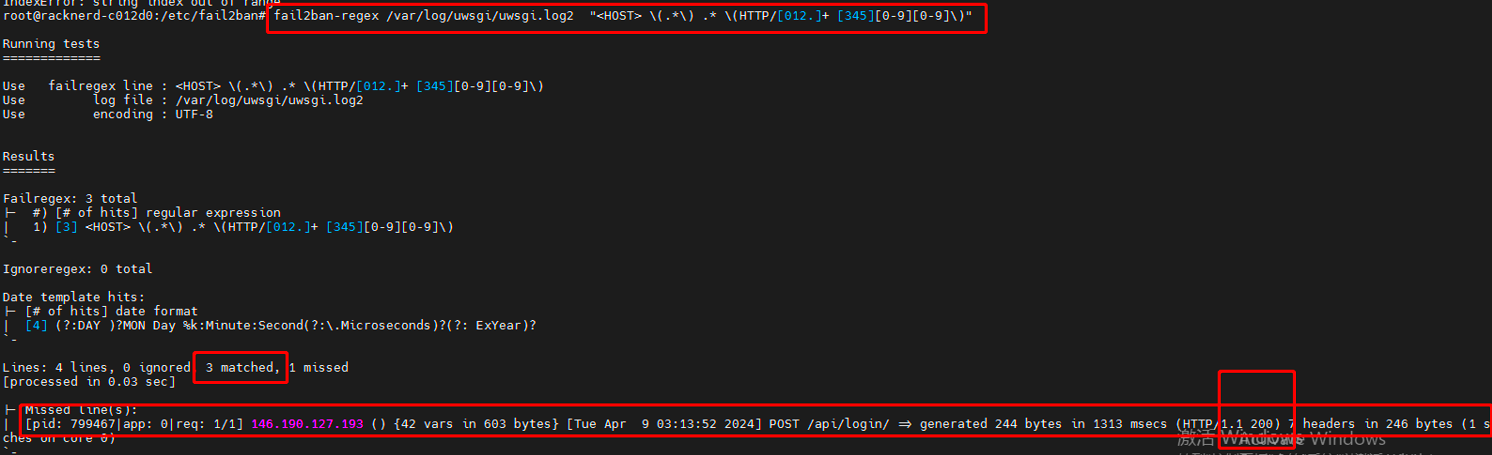 IndexError: string index out of range
root@racknerd-c012d0:/etc/fail2ban# fail2ban-regex /var/log/uwsgi/uwsgi.log2  "<HOST> \(.*\) .* \(HTTP/[012.]+ [345][0-9][0-9]\)"
Running tests
=============
Use   failregex line : <HOST> \(.*\) .* \(HTTP/[012.]+ [345][0-9][0-9]\)
Use         log file : /var/log/uwsgi/uwsgi.log2
Use         encoding : UTF-8
Results
=======
Failregex: 3 total
|-  #) [# of hits] regular expression
|   1) [3] <HOST> \(.*\) .* \(HTTP/[012.]+ [345][0-9][0-9]\)
`-
Ignoreregex: 0 total
Date template hits:
|- [# of hits] date format
|  [4] (?:DAY )?MON Day %k:Minute:Second(?:\.Microseconds)?(?: ExYear)?
`-
Lines: 4 lines, 0 ignored, 3 matched, 1 missed
[processed in 0.03 sec]
|- Missed line(s):
|  [pid: 799467|app: 0|req: 1/1] 146.190.127.193 () {42 vars in 603 bytes} [Tue Apr  9 03:13:52 2024] POST /api/login/ => generated 244 bytes in 1313 msecs (HTTP/1.1 200) 7 headers in 246 bytes (1 s
ches on core 0)
激活 Windows
`-